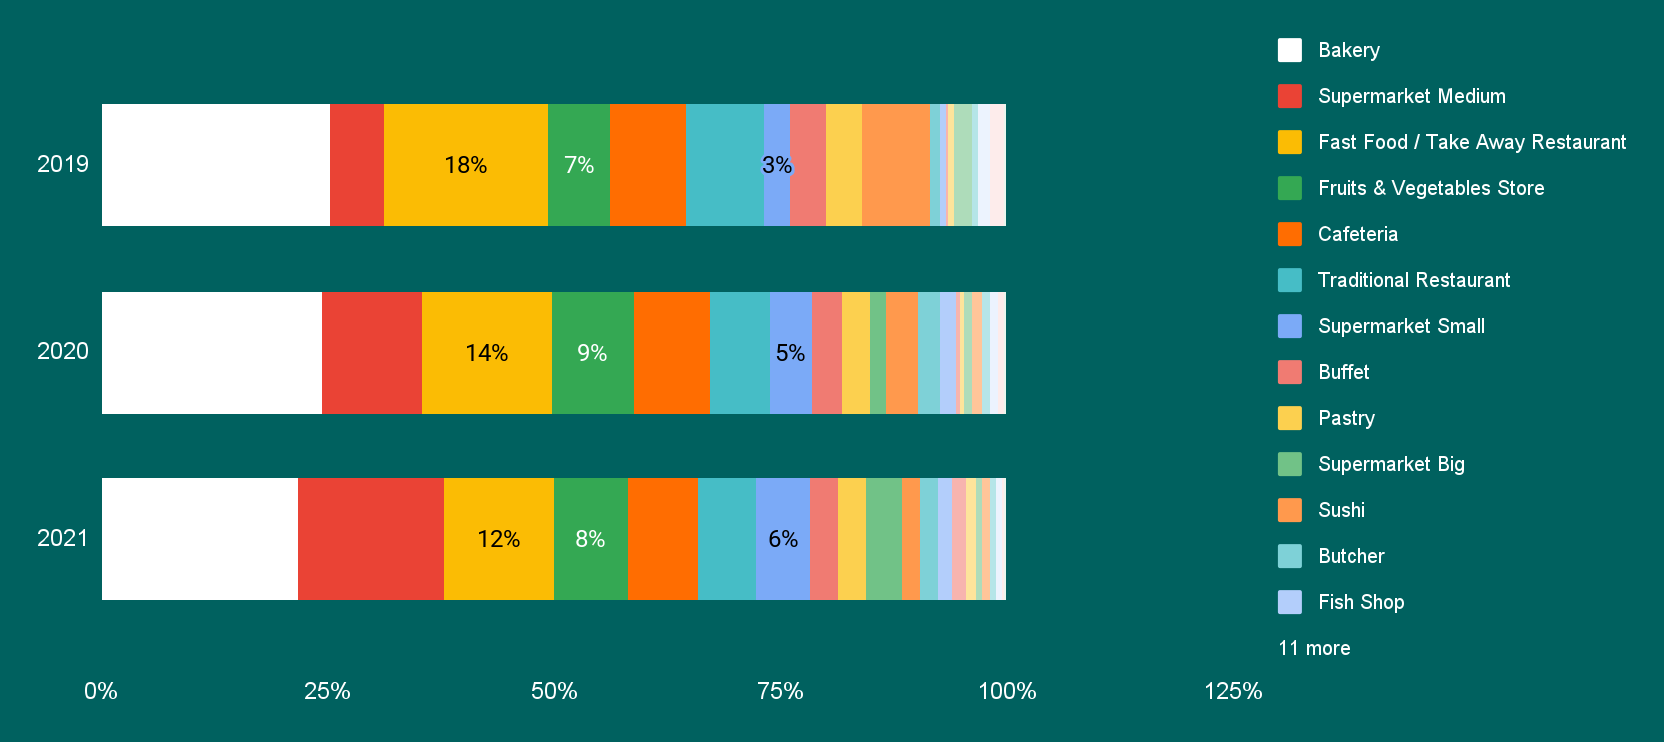 Bakery
Supermarket Medium
Fast Food / Take Away Restaurant
Fruits & Vegetables Store
Cafeteria
Traditional Restaurant
Supermarket Small
Buffet
Pastry
Supermarket Big
Sushi
Butcher
Fish Shop
11 more
2019 18% 7% 3%
2020 14% 9% 5%
2021 12% 8% 6%
0% 25% 50% 75% 100% 125%